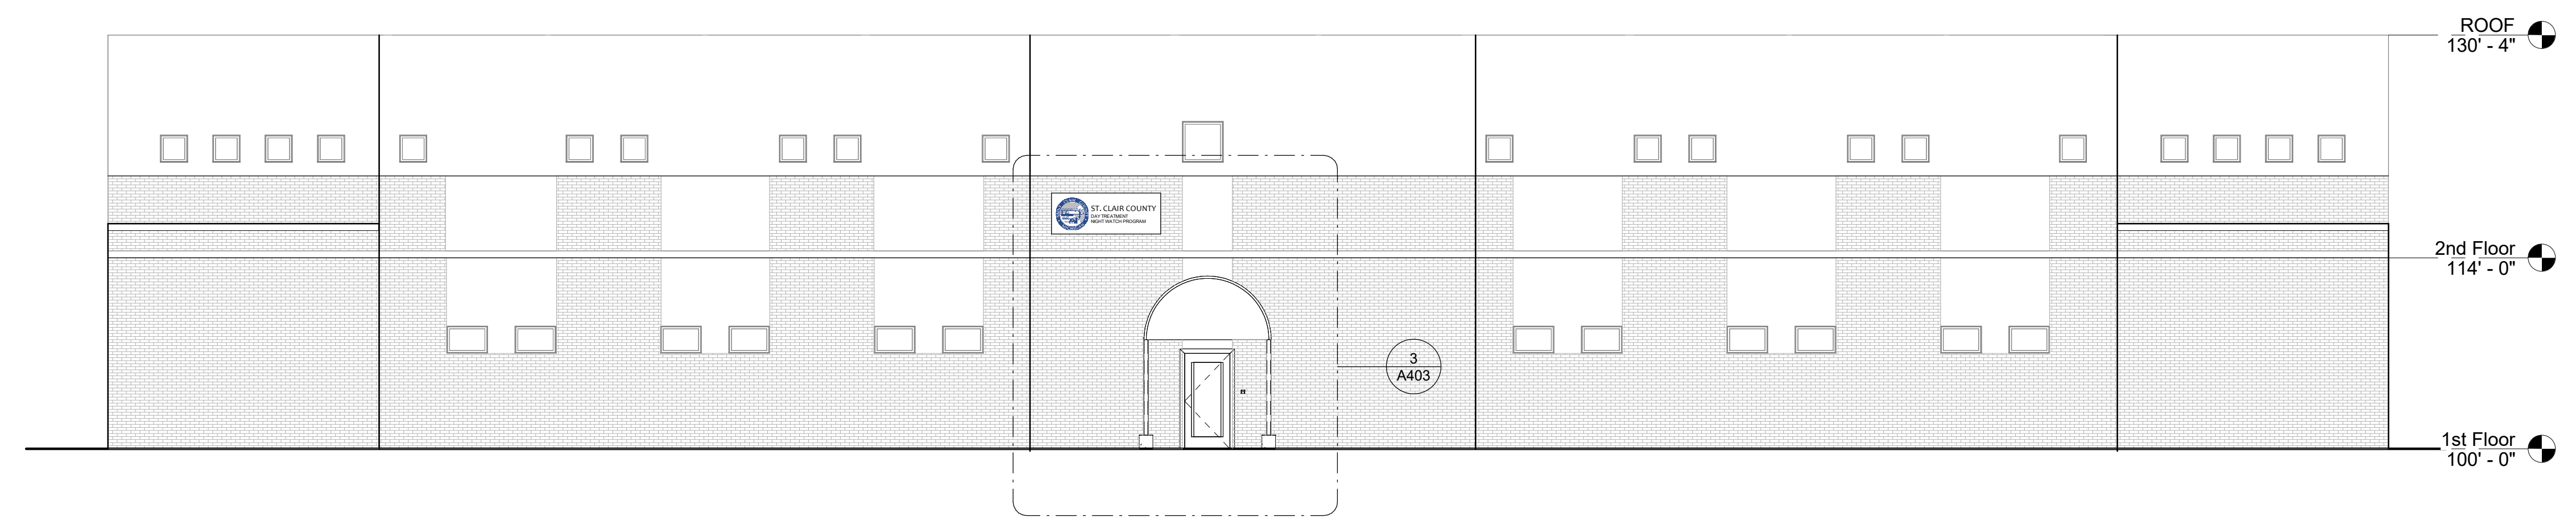 ROOF
130' - 4"
ST. CLAIR COUNTY
DAY TREATMENT
NIGHT WATCH PROGRAM
2nd Floor
114' - 0"
3
A403
1st Floor
100' - 0"